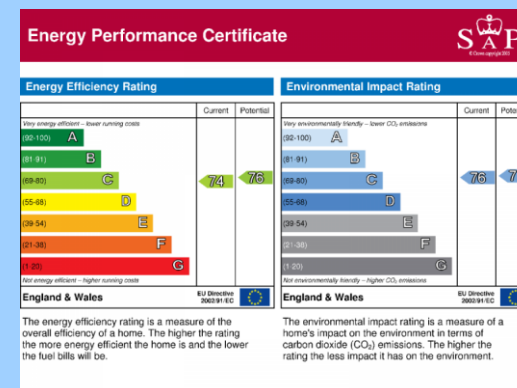 Energy Performance Certificate
SAP
© Crown copyright 2001
Energy Efficiency Rating
Current Potential
Very energy efficient – lower running costs
(92-100) A
(81-91) B
(69-80) C 74 76
(55-68) D
(39-54) E
(21-38) F
(1-20) G
Not energy efficient – higher running costs
England & Wales
EU Directive
2002/91/EC
The energy efficiency rating is a measure of the
overall efficiency of a home. The higher the rating
the more energy efficient the home is and the lower
the fuel bills will be.
Environmental Impact Rating
Current
Very environmentally friendly – lower CO₂ emissions
(92-100) A
(81-91) B
(69-80) C 76
(55-68) D
(39-54) E
(21-38) F
(1-20) G
Not environmentally friendly – higher CO₂ emissions
England & Wales
EU Directive
2002/91/EC
The environmental impact rating is a measure of a
home's impact on the environment in terms of
carbon dioxide (CO₂) emissions. The higher the
rating the less impact it has on the environment.